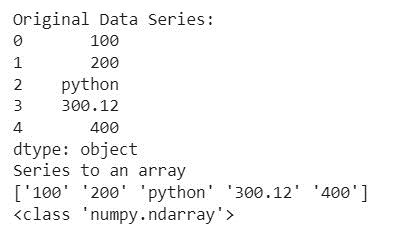 Original Data Series:
0       100
1       200
2    python
3    300.12
4       400
dtype: object
Series to an array
['100' '200' 'python' '300.12' '400']
<class 'numpy.ndarray'>